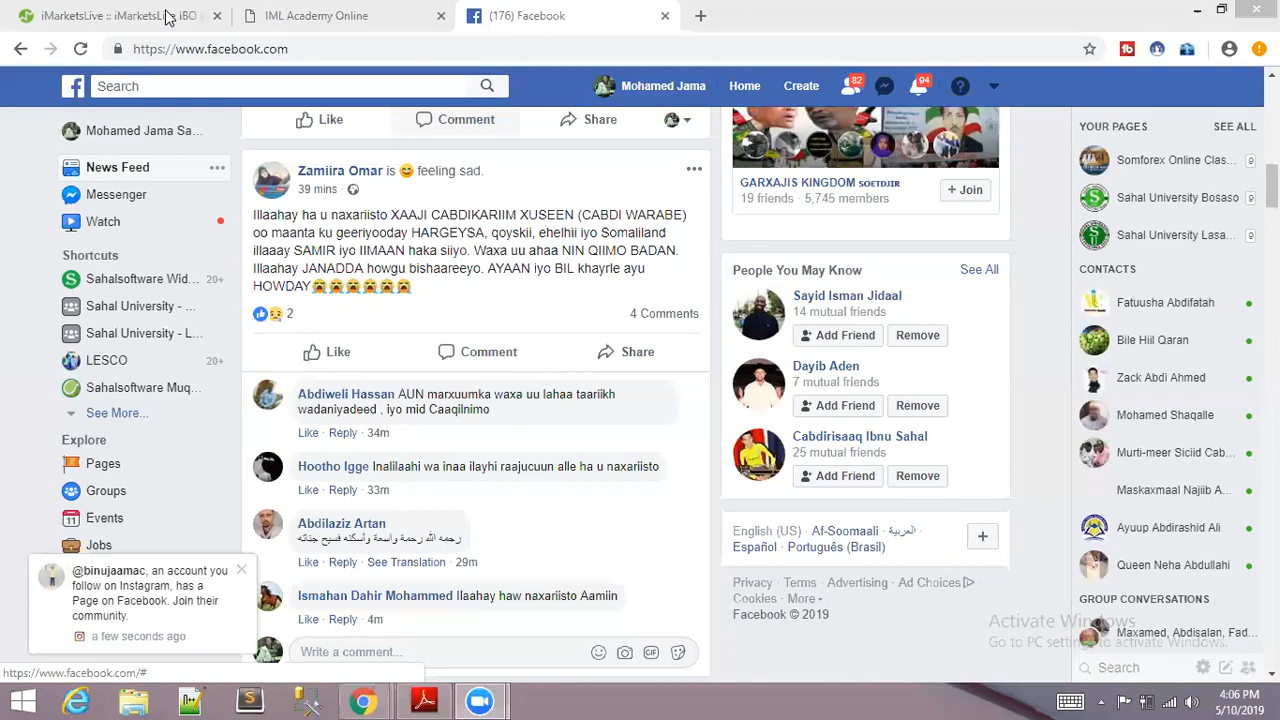 iMarketsLive :: iMarketsLive IBO
IML Academy Online
(176) Facebook
https://www.facebook.com
Search
Mohamed Jama
Home
Create
82
94
Mohamed Jama Sa...
News Feed
Messenger
Watch
Shortcuts
Sahalsoftware Wid...
20+
Sahal University - ...
Sahal University - L...
LESCO
20+
Sahalsoftware Muq...
See More...
Explore
Pages
Groups
Events
Jobs
@binujaamac, an account you
follow on Instagram, has a
Page on Facebook. Join their
community.
a few seconds ago
https://www.facebook.com/#
Like
Comment
Share
Zamiira Omar is feeling sad.
39 mins
Illaahay ha u naxariisto XAAJI CABDIKARIIM XUSEEN (CABDI WARABE)
oo maanta ku geeriyooday HARGEYSA, qoyskii, ehelhii iyo Somaliland
illaaay SAMIR iyo IIMAAN haka siiyo. Waxa uu ahaa NIN QIIMO BADAN.
Illaahay JANADDA howgu bishaareeyo. AYAAN iyo BIL khayrle ayu
HOWDAY😭😭😭😭😭😭
2
4 Comments
Like
Comment
Share
Abdiweli Hassan AUN marxuumka waxa uu lahaa taariikh
wadaniyadeed , iyo mid Caaqilnimo
Like · Reply · 34m
Hootho Igge Inalilaahi wa inaa ilayhi raajucuun alle ha u naxariisto
Like · Reply · 33m
Abdilaziz Artan
رحمه الله رحمة واسعة وأسكنه فسيح جناته
Like · Reply · See Translation · 29m
Ismahan Dahir Mohammed Ilaahay haw naxariisto Aamiin
Like · Reply · 4m
Write a comment...
GIF
GARXAJIS KINGDOM SOETDJIR
19 friends · 5,745 members
+ Join
People You May Know
See All
Sayid Isman Jidaal
14 mutual friends
Add Friend
Remove
Dayib Aden
7 mutual friends
Add Friend
Remove
Cabdirisaaq Ibnu Sahal
25 mutual friends
Add Friend
Remove
English (US) · Af-Soomaali · العربية ·
Español · Português (Brasil)
Privacy · Terms · Advertising · Ad Choices
Cookies · More
Facebook © 2019
YOUR PAGES
SEE ALL
Somforex Online Clas...
9
Sahal University Bosaso
9
Sahal University Lasa...
9
CONTACTS
Fatuusha Abdifatah
Bile Hiil Qaran
Zack Abdi Ahmed
Mohamed Shaqalle
Murti-meer Siciid Cab...
Maskaxmaal Najiib A...
Ayuup Abdirashid Ali
Queen Neha Abdullahi
GROUP CONVERSATIONS
Maxamed, Abdisalan, Fad...
Search
Activate Windows
Go to PC settings to activate Windows.
4:06 PM
5/10/2019